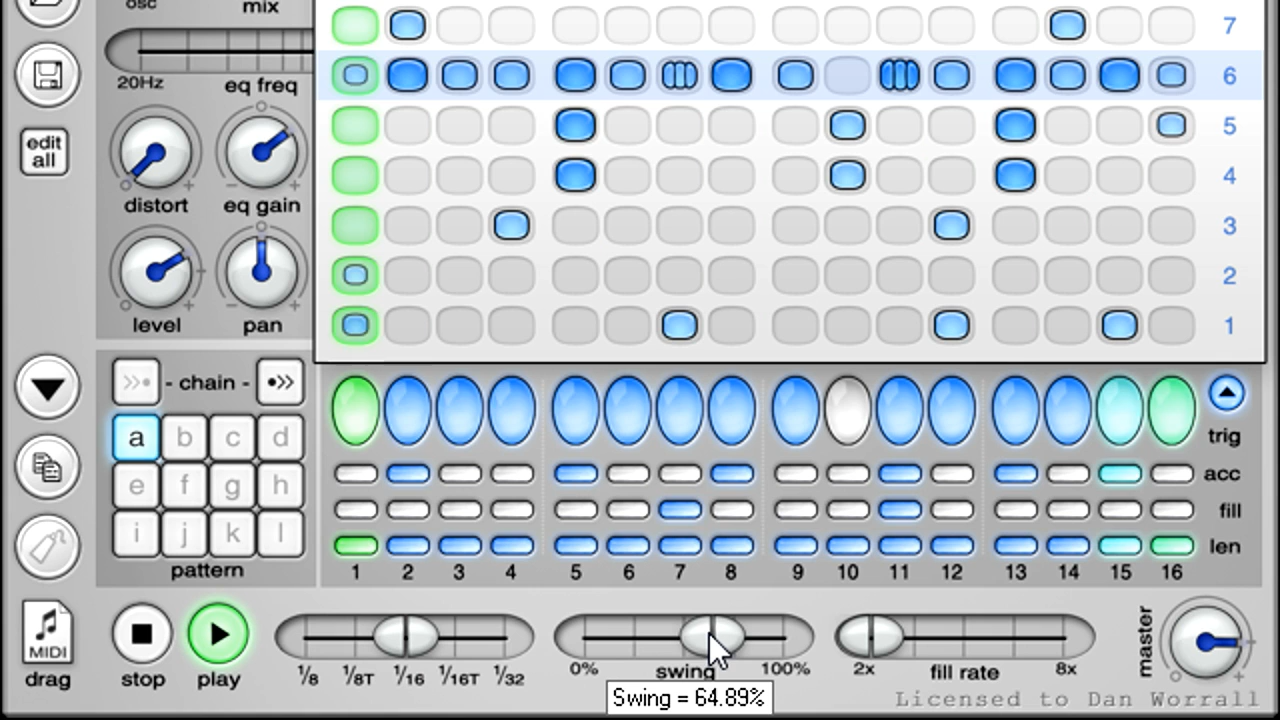 osc mix
7
20Hz eq freq
6
edit all
5
distort eq gain
4
3
2
level pan
1
- chain -
a b c d
e f g h
i j k l
pattern
trig
acc
fill
len
1 2 3 4 5 6 7 8 9 10 11 12 13 14 15 16
MIDI
drag stop play
1/8 1/8T 1/16 1/16T 1/32
0% swing 100%
2x fill rate 8x
master
Swing = 64.89%
Licensed to Dan Worrall